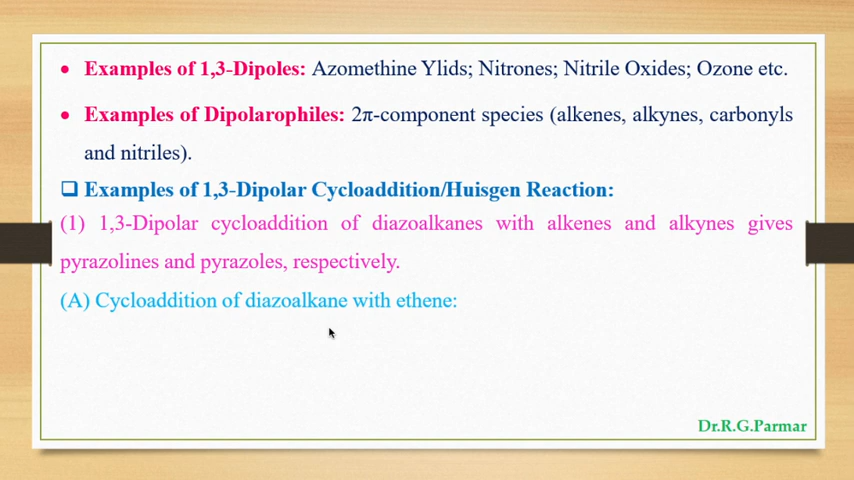 • Examples of 1,3-Dipoles: Azomethine Ylids; Nitrones; Nitrile Oxides; Ozone etc.
• Examples of Dipolarophiles: 2π-component species (alkenes, alkynes, carbonyls
and nitriles).
❑ Examples of 1,3-Dipolar Cycloaddition/Huisgen Reaction:
(1) 1,3-Dipolar cycloaddition of diazoalkanes with alkenes and alkynes gives
pyrazolines and pyrazoles, respectively.
(A) Cycloaddition of diazoalkane with ethene:
Dr.R.G.Parmar